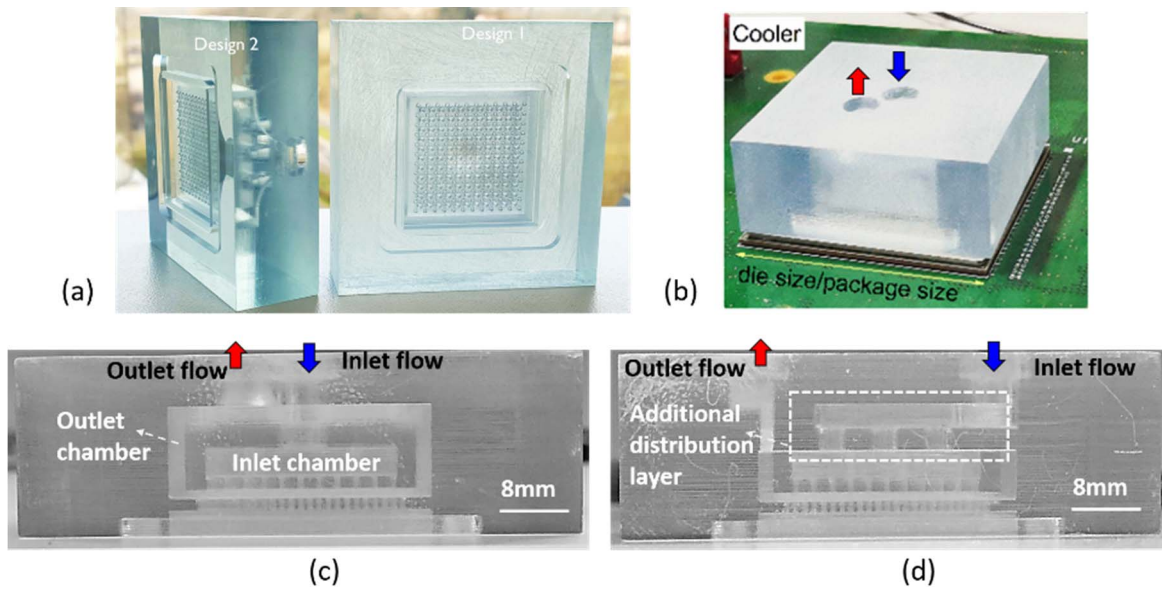 Design 2
Design 1
(a)
Cooler
die size/package size
(b)
Outlet flow
Inlet flow
Outlet
chamber
Inlet chamber
8mm
(c)
Outlet flow
Inlet flow
Additional
distribution
layer
8mm
(d)